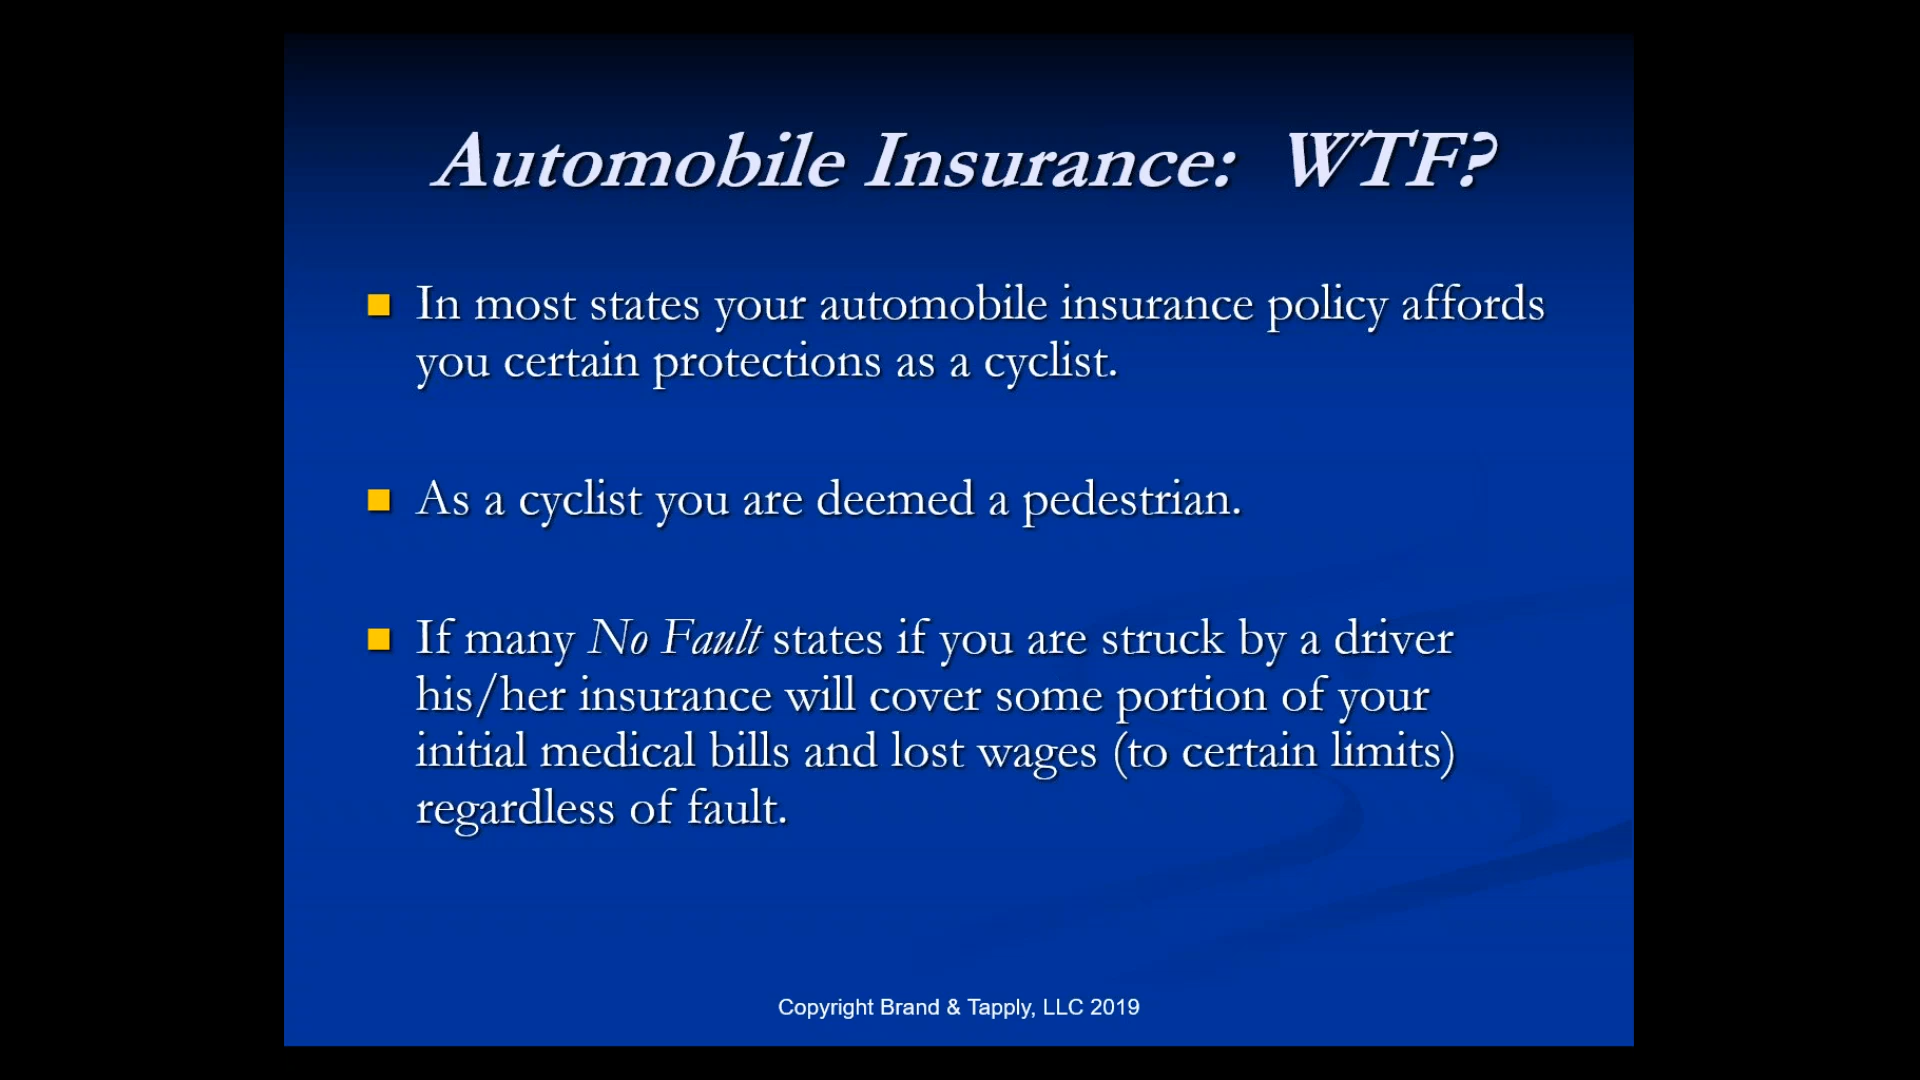 Automobile Insurance: WTF?
In most states your automobile insurance policy affords
you certain protections as a cyclist.
As a cyclist you are deemed a pedestrian.
If many No Fault states if you are struck by a driver
his/her insurance will cover some portion of your
initial medical bills and lost wages (to certain limits)
regardless of fault.
Copyright Brand & Tapply, LLC 2019